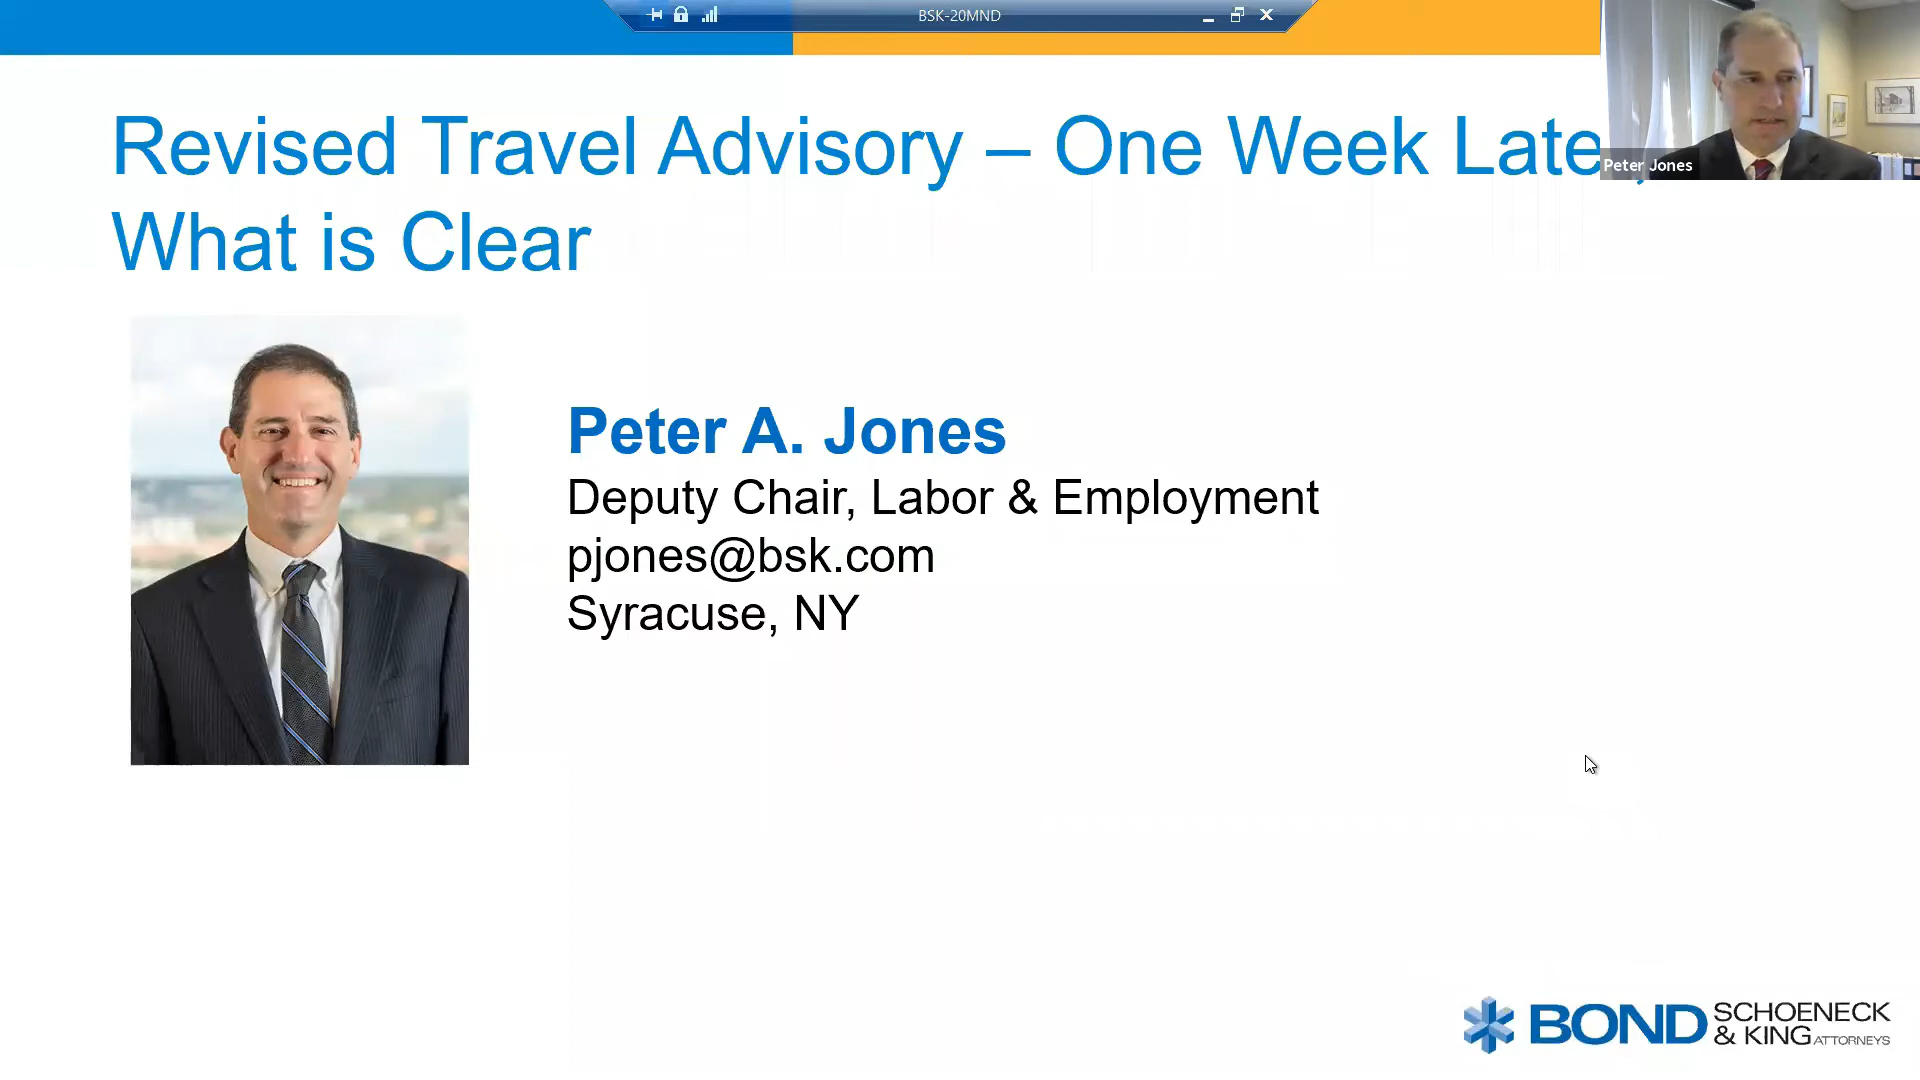 BSK-20MND
Revised Travel Advisory – One Week Late
What is Clear
Peter Jones
Peter A. Jones
Deputy Chair, Labor & Employment
pjones@bsk.com
Syracuse, NY
BOND SCHOENECK
& KING ATTORNEYS